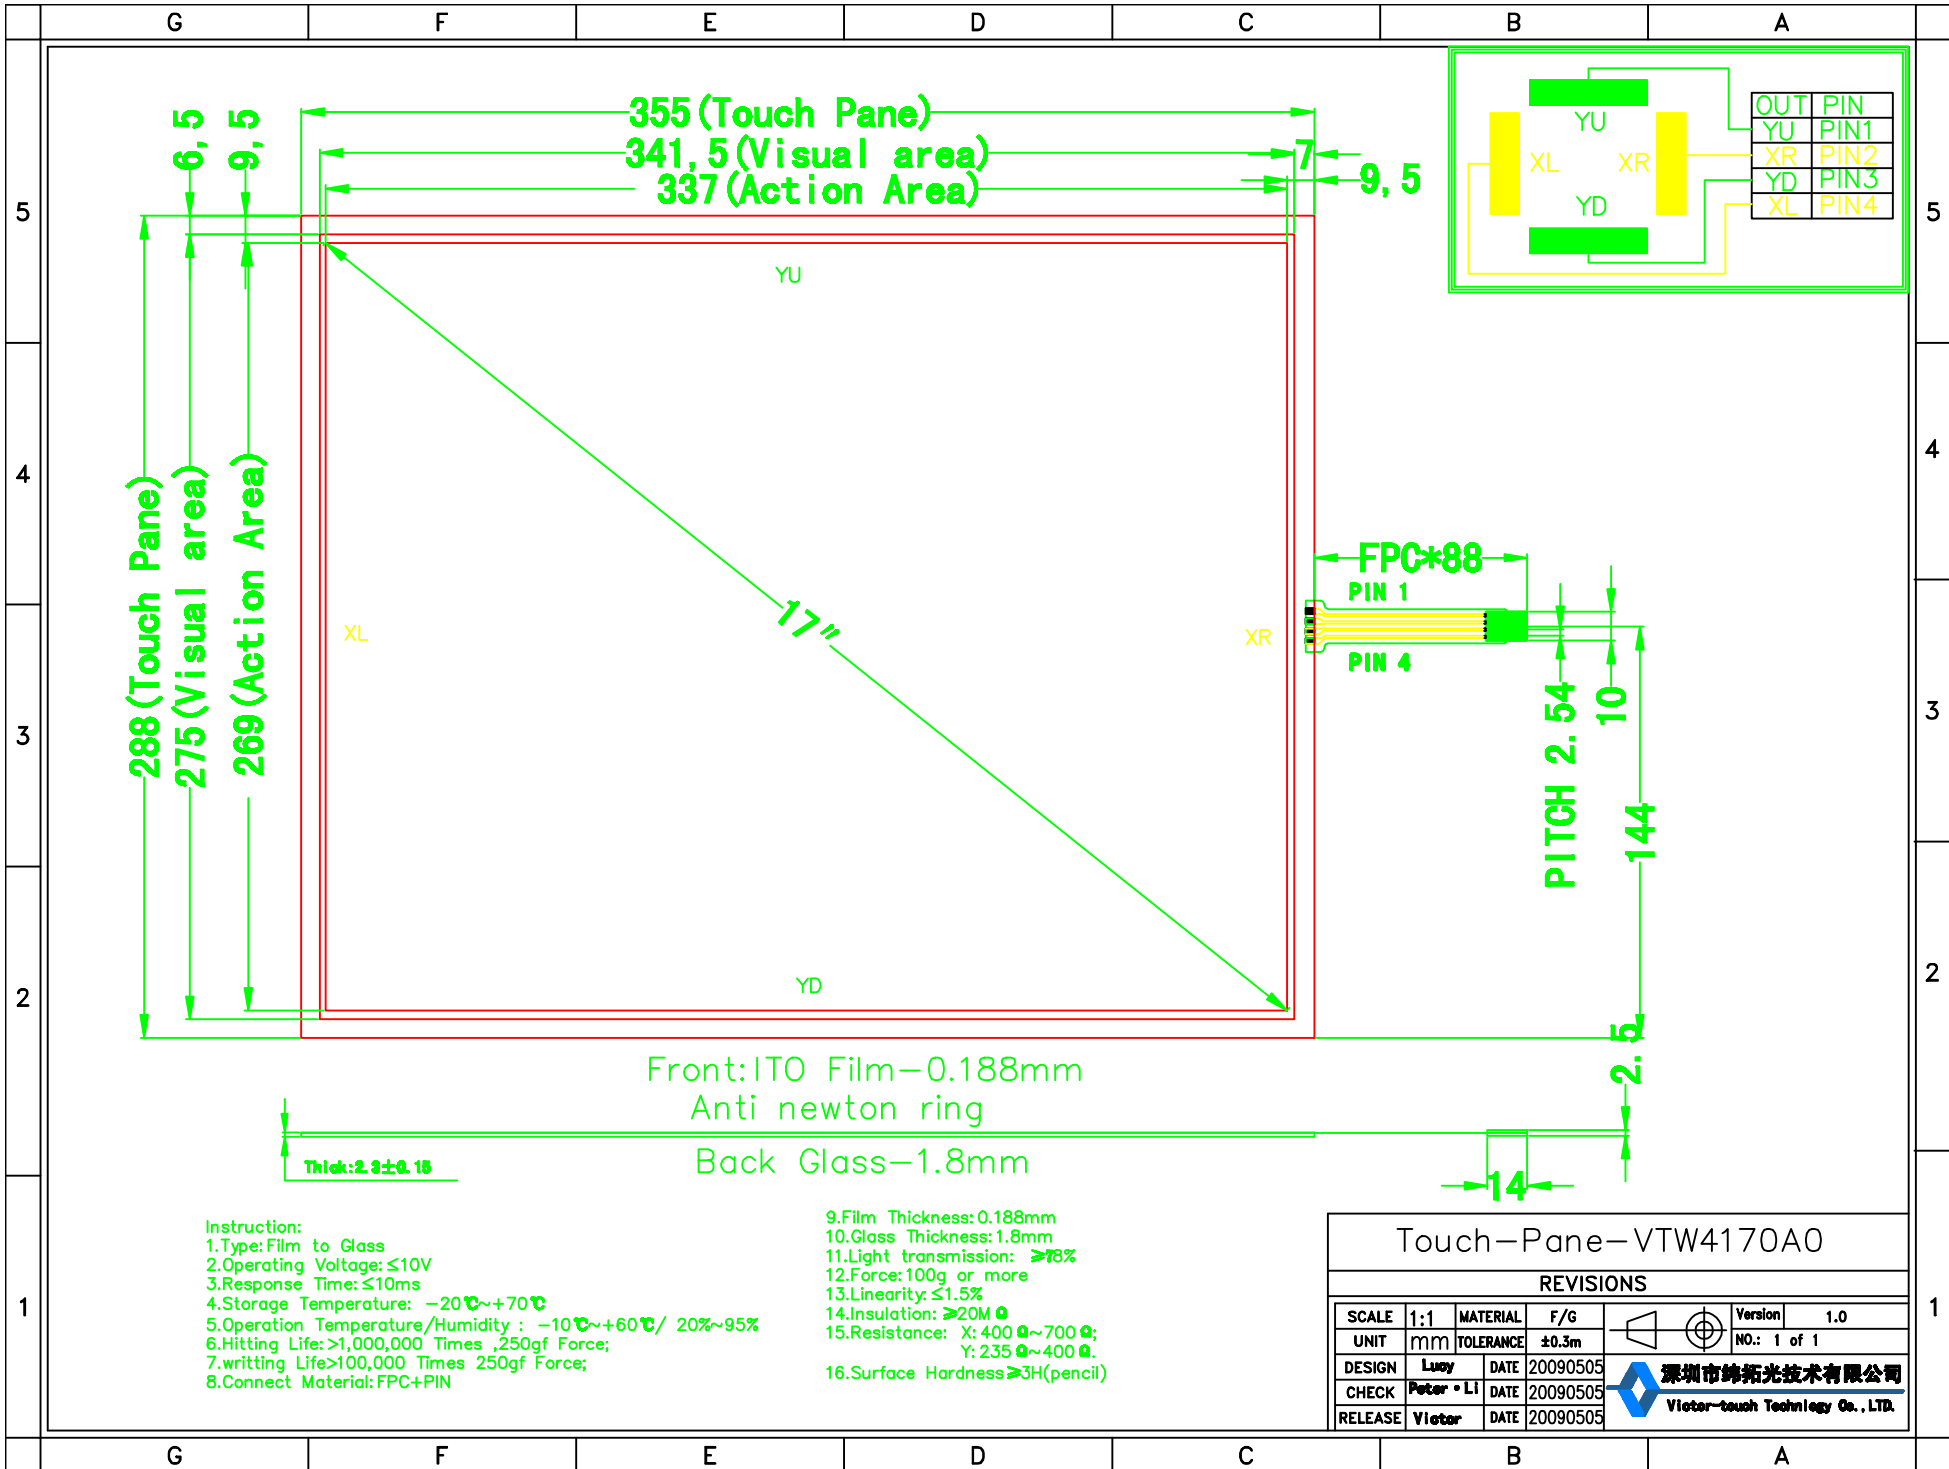 G F E D C B A
5 4 3 2 1
5 4 3 2 1
G F E D C B A
355(Touch Pane)
341,5(Visual area)
337(Action Area)
7
9,5
6,5
9,5
288(Touch Pane)
275(Visual area)
269(Action Area)
YU
XL
XR
YD
17"
YU
XL
XR
YD
OUT PIN
YU PIN1
XR PIN2
YD PIN3
XL PIN4
FPC*88
PIN 1
PIN 4
PITCH 2.54
10
144
2.5
14
Front:ITO Film-0.188mm
Anti newton ring
Thick:2.3±0.15
Back Glass-1.8mm
Instruction:
1.Type:Film to Glass
2.Operating Voltage:≤10V
3.Response Time:≤10ms
4.Storage Temperature: -20℃~+70℃
5.Operation Temperature/Humidity : -10℃~+60℃/ 20%~95%
6.Hitting Life:>1,000,000 Times ,250gf Force;
7.writting Life>100,000 Times 250gf Force;
8.Connect Material:FPC+PIN
9.Film Thickness:0.188mm
10.Glass Thickness:1.8mm
11.Light transmission: ≥78%
12.Force:100g or more
13.Linearity:≤1.5%
14.Insulation:≥20MΩ
15.Resistance: X:400Ω~700Ω;
Y:235Ω~400Ω.
16.Surface Hardness≥3H(pencil)
Touch-Pane-VTW4170A0
REVISIONS
SCALE 1:1 MATERIAL F/G Version 1.0
UNIT mm TOLERANCE ±0.3m NO.: 1 of 1
DESIGN Lucy DATE 20090505
CHECK Peter·Li DATE 20090505
RELEASE Victor DATE 20090505
深圳市纬拓光技术有限公司
Victor-touch Technlegy Co.,LTD.